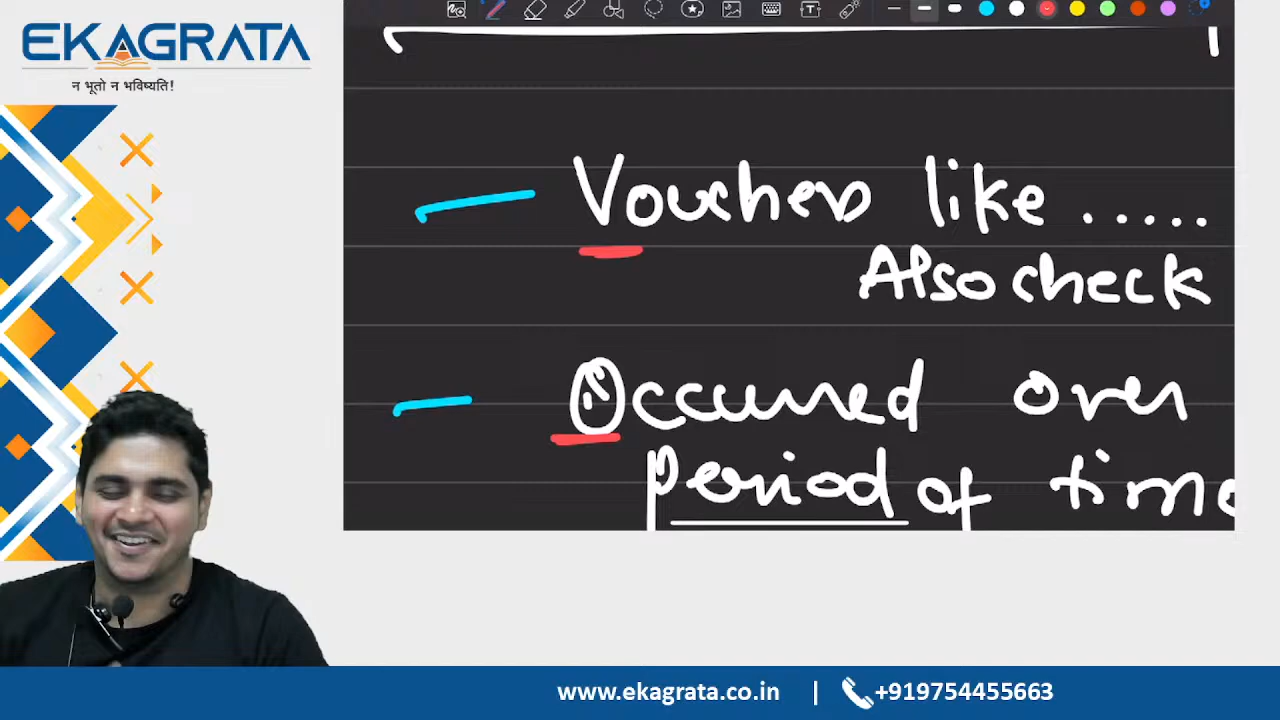 EKAGRATA
न भूतो न भविष्यति!
Vouchers like .....
Also check
Occurred over
period of time
www.ekagrata.co.in | +919754455663